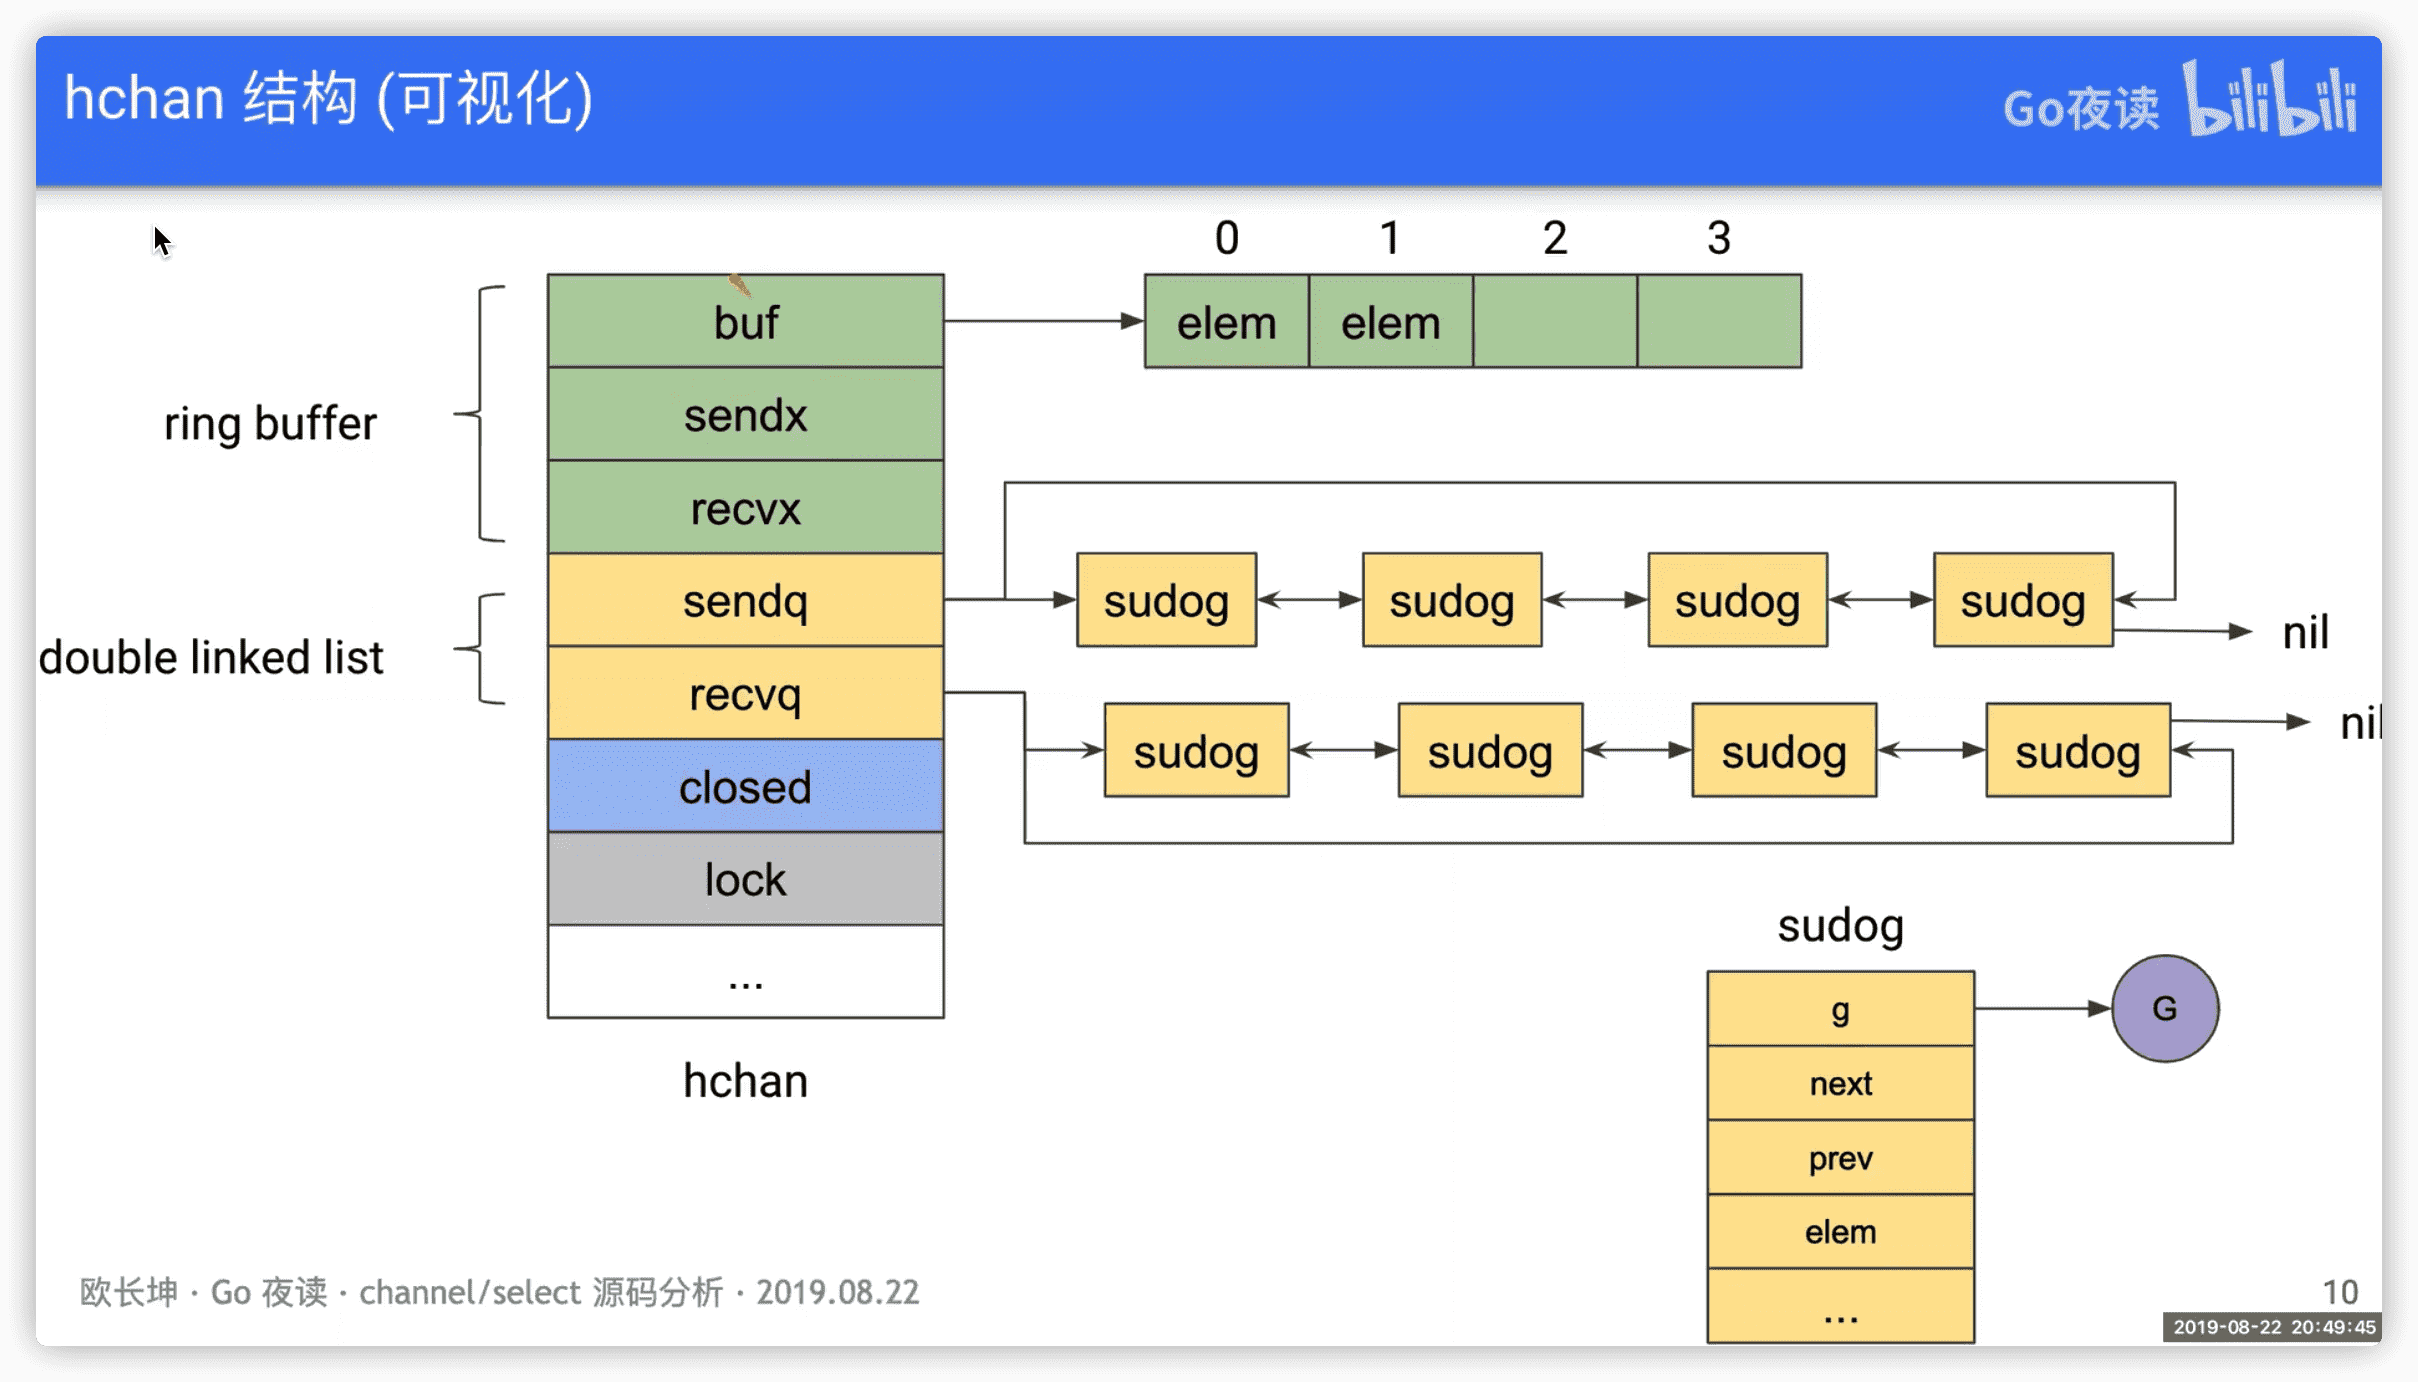 hchan 结构 (可视化)
Go夜读 bilibili
0 1 2 3
buf
elem elem
sendx
ring buffer
recvx
sendq
sudog sudog sudog sudog
nil
double linked list
recvq
nil
sudog sudog sudog sudog
closed
lock
...
hchan
sudog
g
G
next
prev
elem
...
欧长坤 · Go 夜读 · channel/select 源码分析 · 2019.08.22
10
2019-08-22 20:49:45